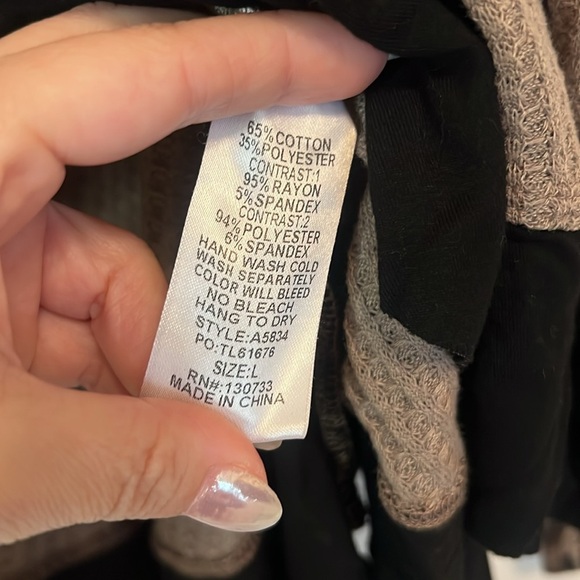 65%COTTON
35%POLYESTER
CONTRAST:1
95%RAYON
5%SPANDEX
CONTRAST:2
94%POLYESTER
6%SPANDEX
HAND WASH COLD
WASH SEPARATELY
COLOR WILL BLEED
NO BLEACH
HANG TO DRY
STYLE:A5834
PO:TL61676
SIZE:L
RN#:130733
MADE IN CHINA